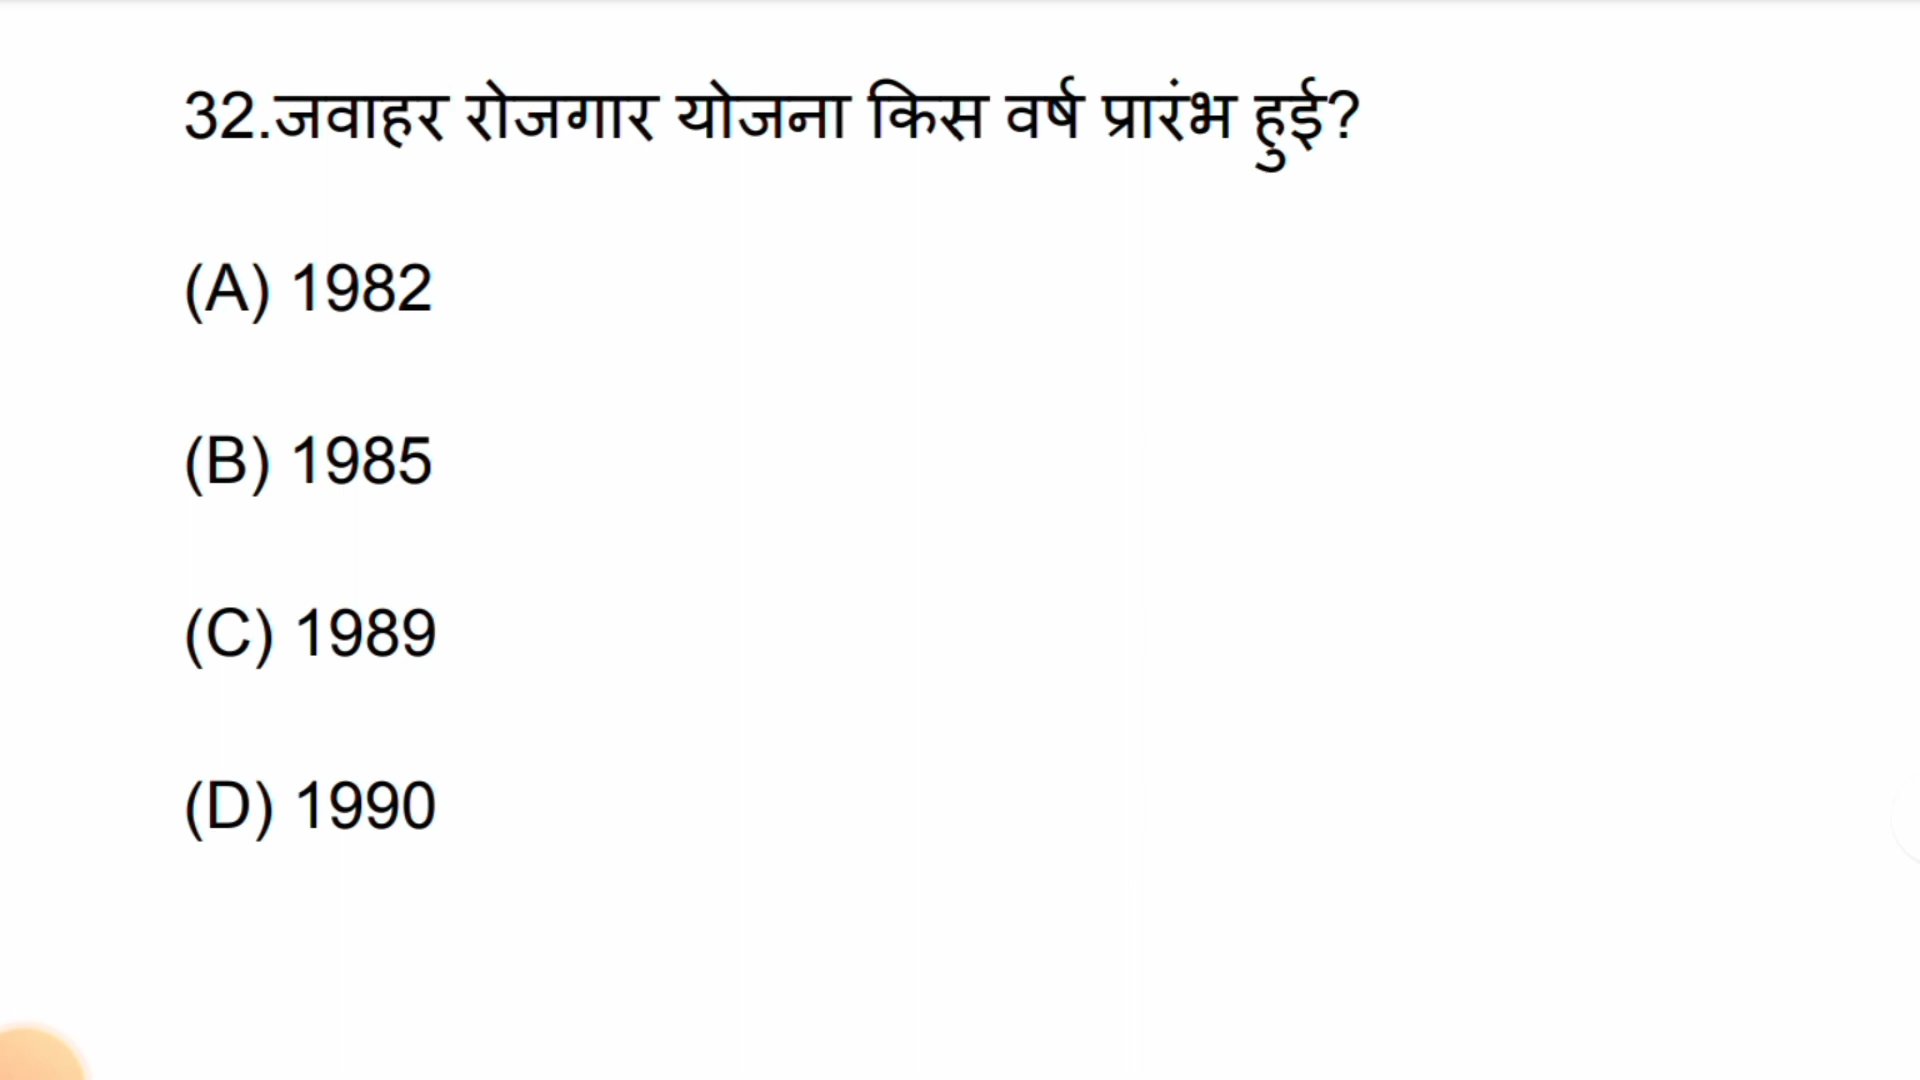 32.जवाहर रोजगार योजना किस वर्ष प्रारंभ हुई?
(A) 1982
(B) 1985
(C) 1989
(D) 1990